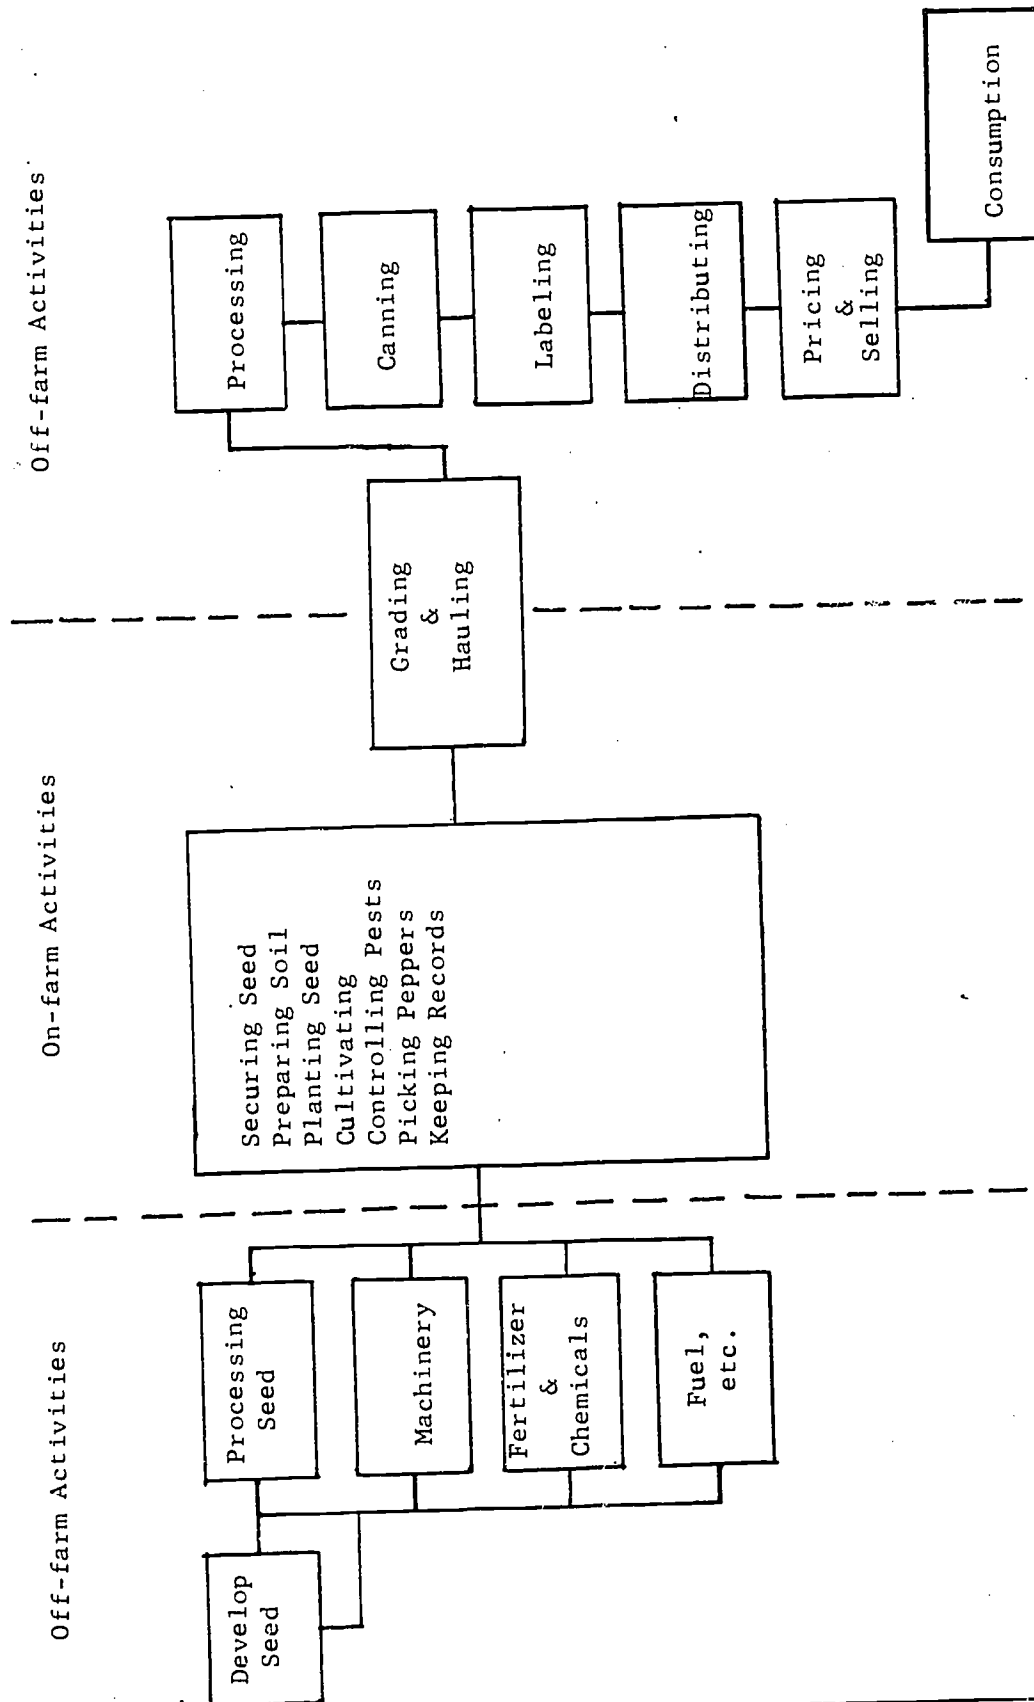 Off-farm Activities
On-farm Activities
Off-farm Activities
Develop
Seed
Processing
Seed
Machinery
Fertilizer
&
Chemicals
Fuel,
etc.
Securing Seed
Preparing Soil
Planting Seed
Cultivating
Controlling Pests
Picking Peppers
Keeping Records
Grading
&
Hauling
Processing
Canning
Labeling
Distributing
Pricing
&
Selling
Consumption